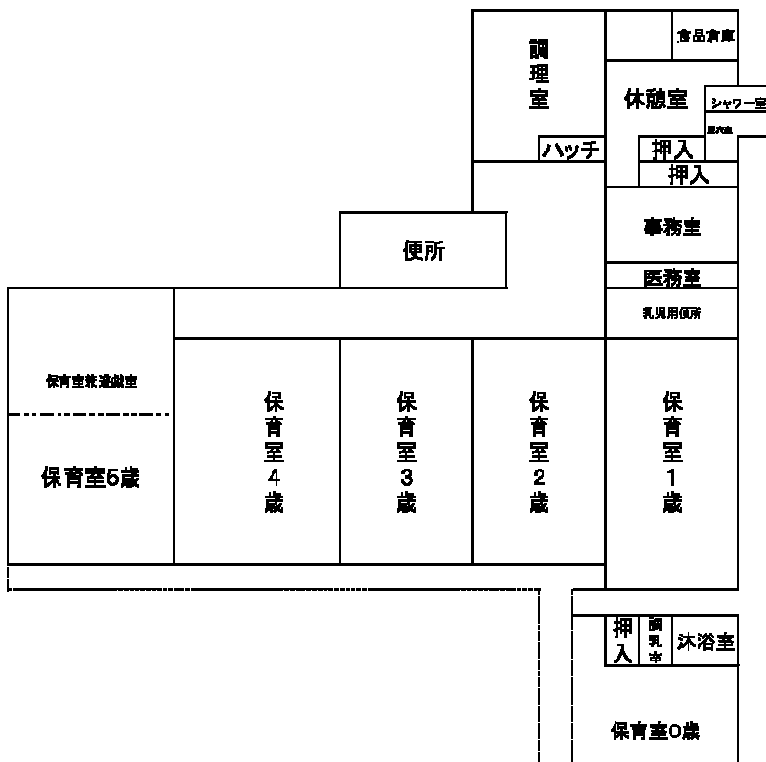 食品倉庫
調理室
休憩室
シャワー室
ハッチ
押入
押入
事務室
便所
医務室
乳児用便所
保育室兼遊戯室
保育室5歳
保育室4歳
保育室3歳
保育室2歳
保育室1歳
押入
調乳室
沐浴室
保育室0歳